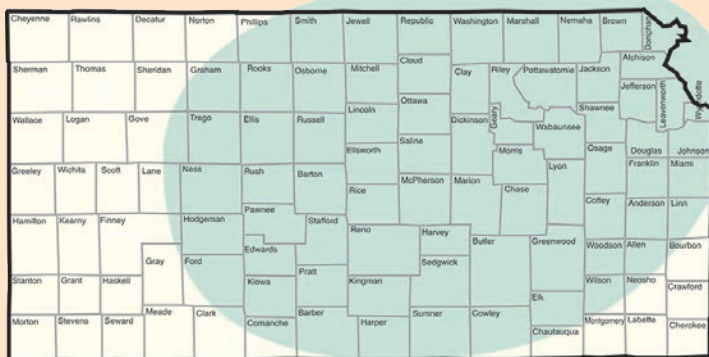 Cheyenne Rawlins Decatur Norton Phillips Smith Jewell Republic Washington Marshall Nemaha Brown Doniphan
Atchison
Cloud
Sherman Thomas Sheridan Graham Rooks Osborne Mitchell Clay Riley Pottawatomie Jackson
Jefferson Leavenworth Wyandotte
Ottawa
Lincoln Shawnee
Wallace Logan Gove Trego Ellis Russell Dickinson Geary
Wabaunsee
Saline
Ellsworth Morris Osage Douglas Johnson
Greeley Wichita Scott Lane Ness Rush Barton Lyon Franklin Miami
Rice McPherson Marion Chase
Coffey Anderson Linn
Pawnee
Hamilton Kearny Finney Hodgeman Stafford
Reno Harvey
Butler Greenwood Woodson Allen Bourbon
Edwards
Gray Ford Sedgwick
Pratt
Stanton Grant Haskell Kiowa Kingman Wilson Neosho
Crawford
Elk
Meade Clark Barber Sumner Cowley
Morton Stevens Seward Comanche Harper Montgomery Labette
Chautauqua Cherokee